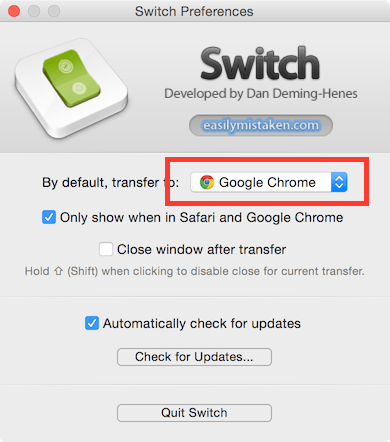 Switch Preferences
Switch
Developed by Dan Deming-Henes
easilymistaken.com
By default, transfer to: Google Chrome
Only show when in Safari and Google Chrome
Close window after transfer
Hold ⇧ (Shift) when clicking to disable close for current transfer.
Automatically check for updates
Check for Updates...
Quit Switch